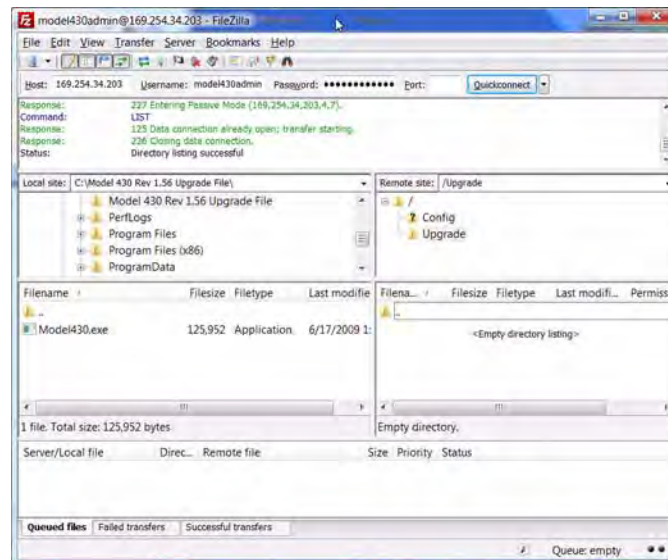 model430admin@169.254.34.203 - FileZilla
File Edit View Transfer Server Bookmarks Help
Host: 169.254.34.203 Username: model430admin Password: ●●●●●●●●●●●● Port: Quickconnect
Response: 227 Entering Passive Mode (169,254,34,203,4,7).
Command: LIST
Response: 125 Data connection already open; transfer starting.
Response: 226 Closing data connection.
Status: Directory listing successful
Local site: C:\Model 430 Rev 1.56 Upgrade File\
Model 430 Rev 1.56 Upgrade File
PerfLogs
Program Files
Program Files (x86)
ProgramData
Remote site: /Upgrade
/
? Config
Upgrade
Filename Filesize Filetype Last modifie
..
Model430.exe 125,952 Application 6/17/2009 1:
1 file. Total size: 125,952 bytes
Filena... Filesize Filetype Last modifi... Permiss
..
<Empty directory listing>
Empty directory.
Server/Local file Direc... Remote file Size Priority Status
Queued files Failed transfers Successful transfers
Queue: empty